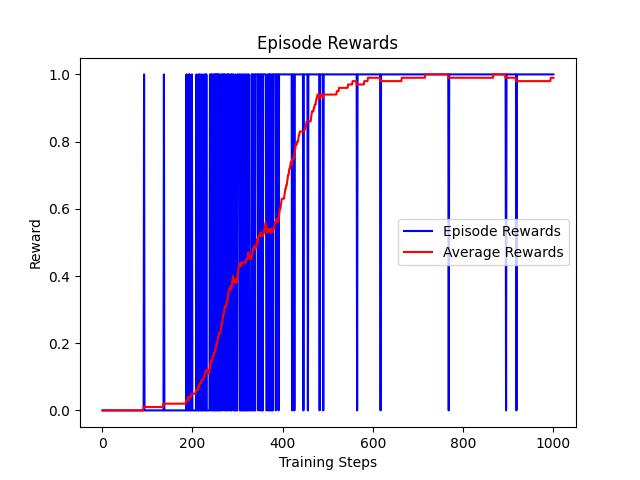 Episode Rewards
1.0
0.8
0.6
0.4
0.2
0.0
Reward
Episode Rewards
Average Rewards
0 200 400 600 800 1000
Training Steps